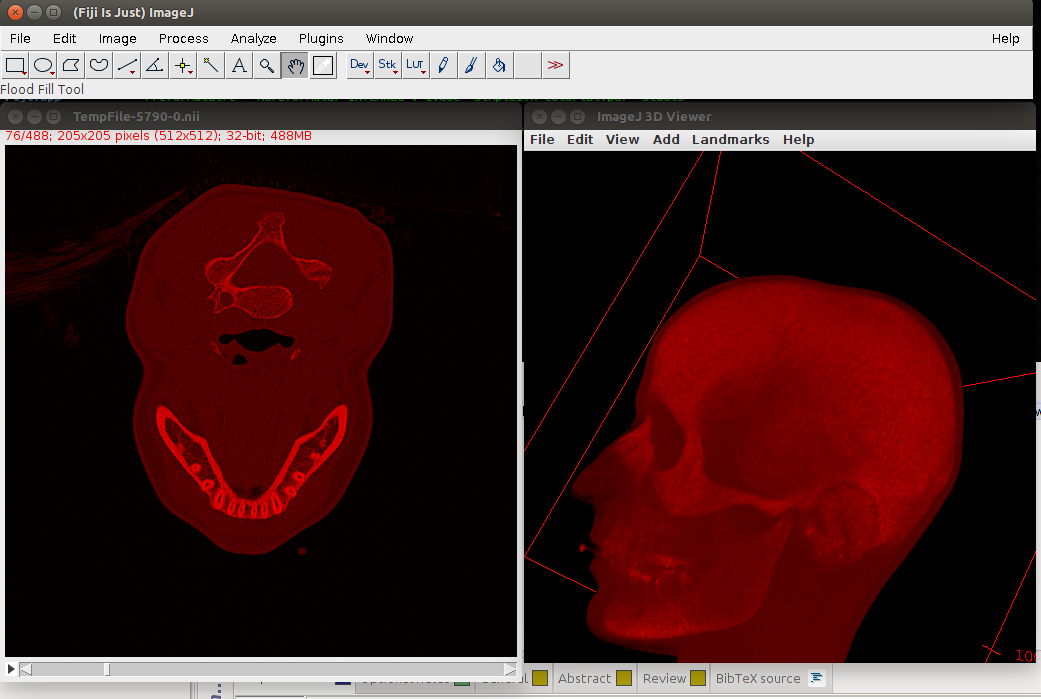 (Fiji Is Just) ImageJ
File Edit Image Process Analyze Plugins Window Help
A Dev Stk LUT >>
Flood Fill Tool
TempFile-5790-0.nii
76/488; 205x205 pixels (512x512); 32-bit; 488MB
ImageJ 3D Viewer
File Edit View Add Landmarks Help
Abstract Review BibTeX source